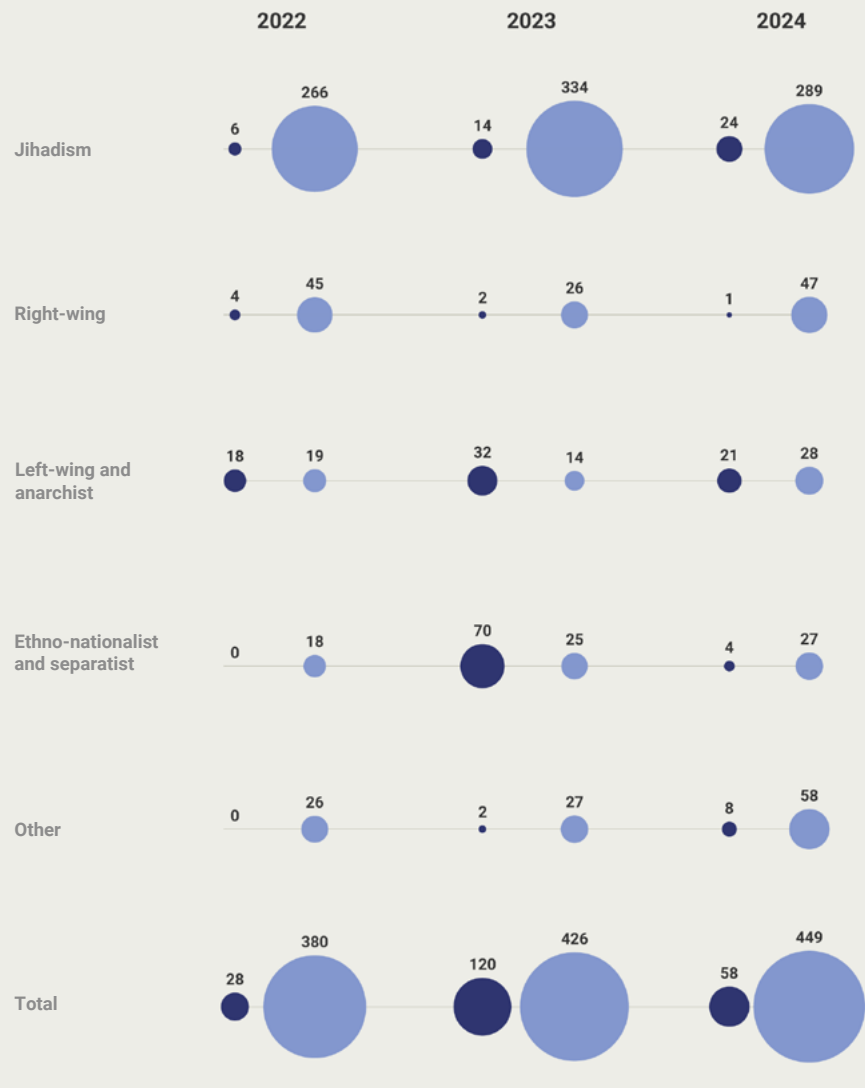 2022 2023 2024
266 334 289
6 14 24
Jihadism
45 26 47
4 2 1
Right-wing
18 19 32 14 21 28
Left-wing and
anarchist
0 18 70 25 4 27
Ethno-nationalist
and separatist
0 26 2 27 8 58
Other
380 426 449
28 120 58
Total